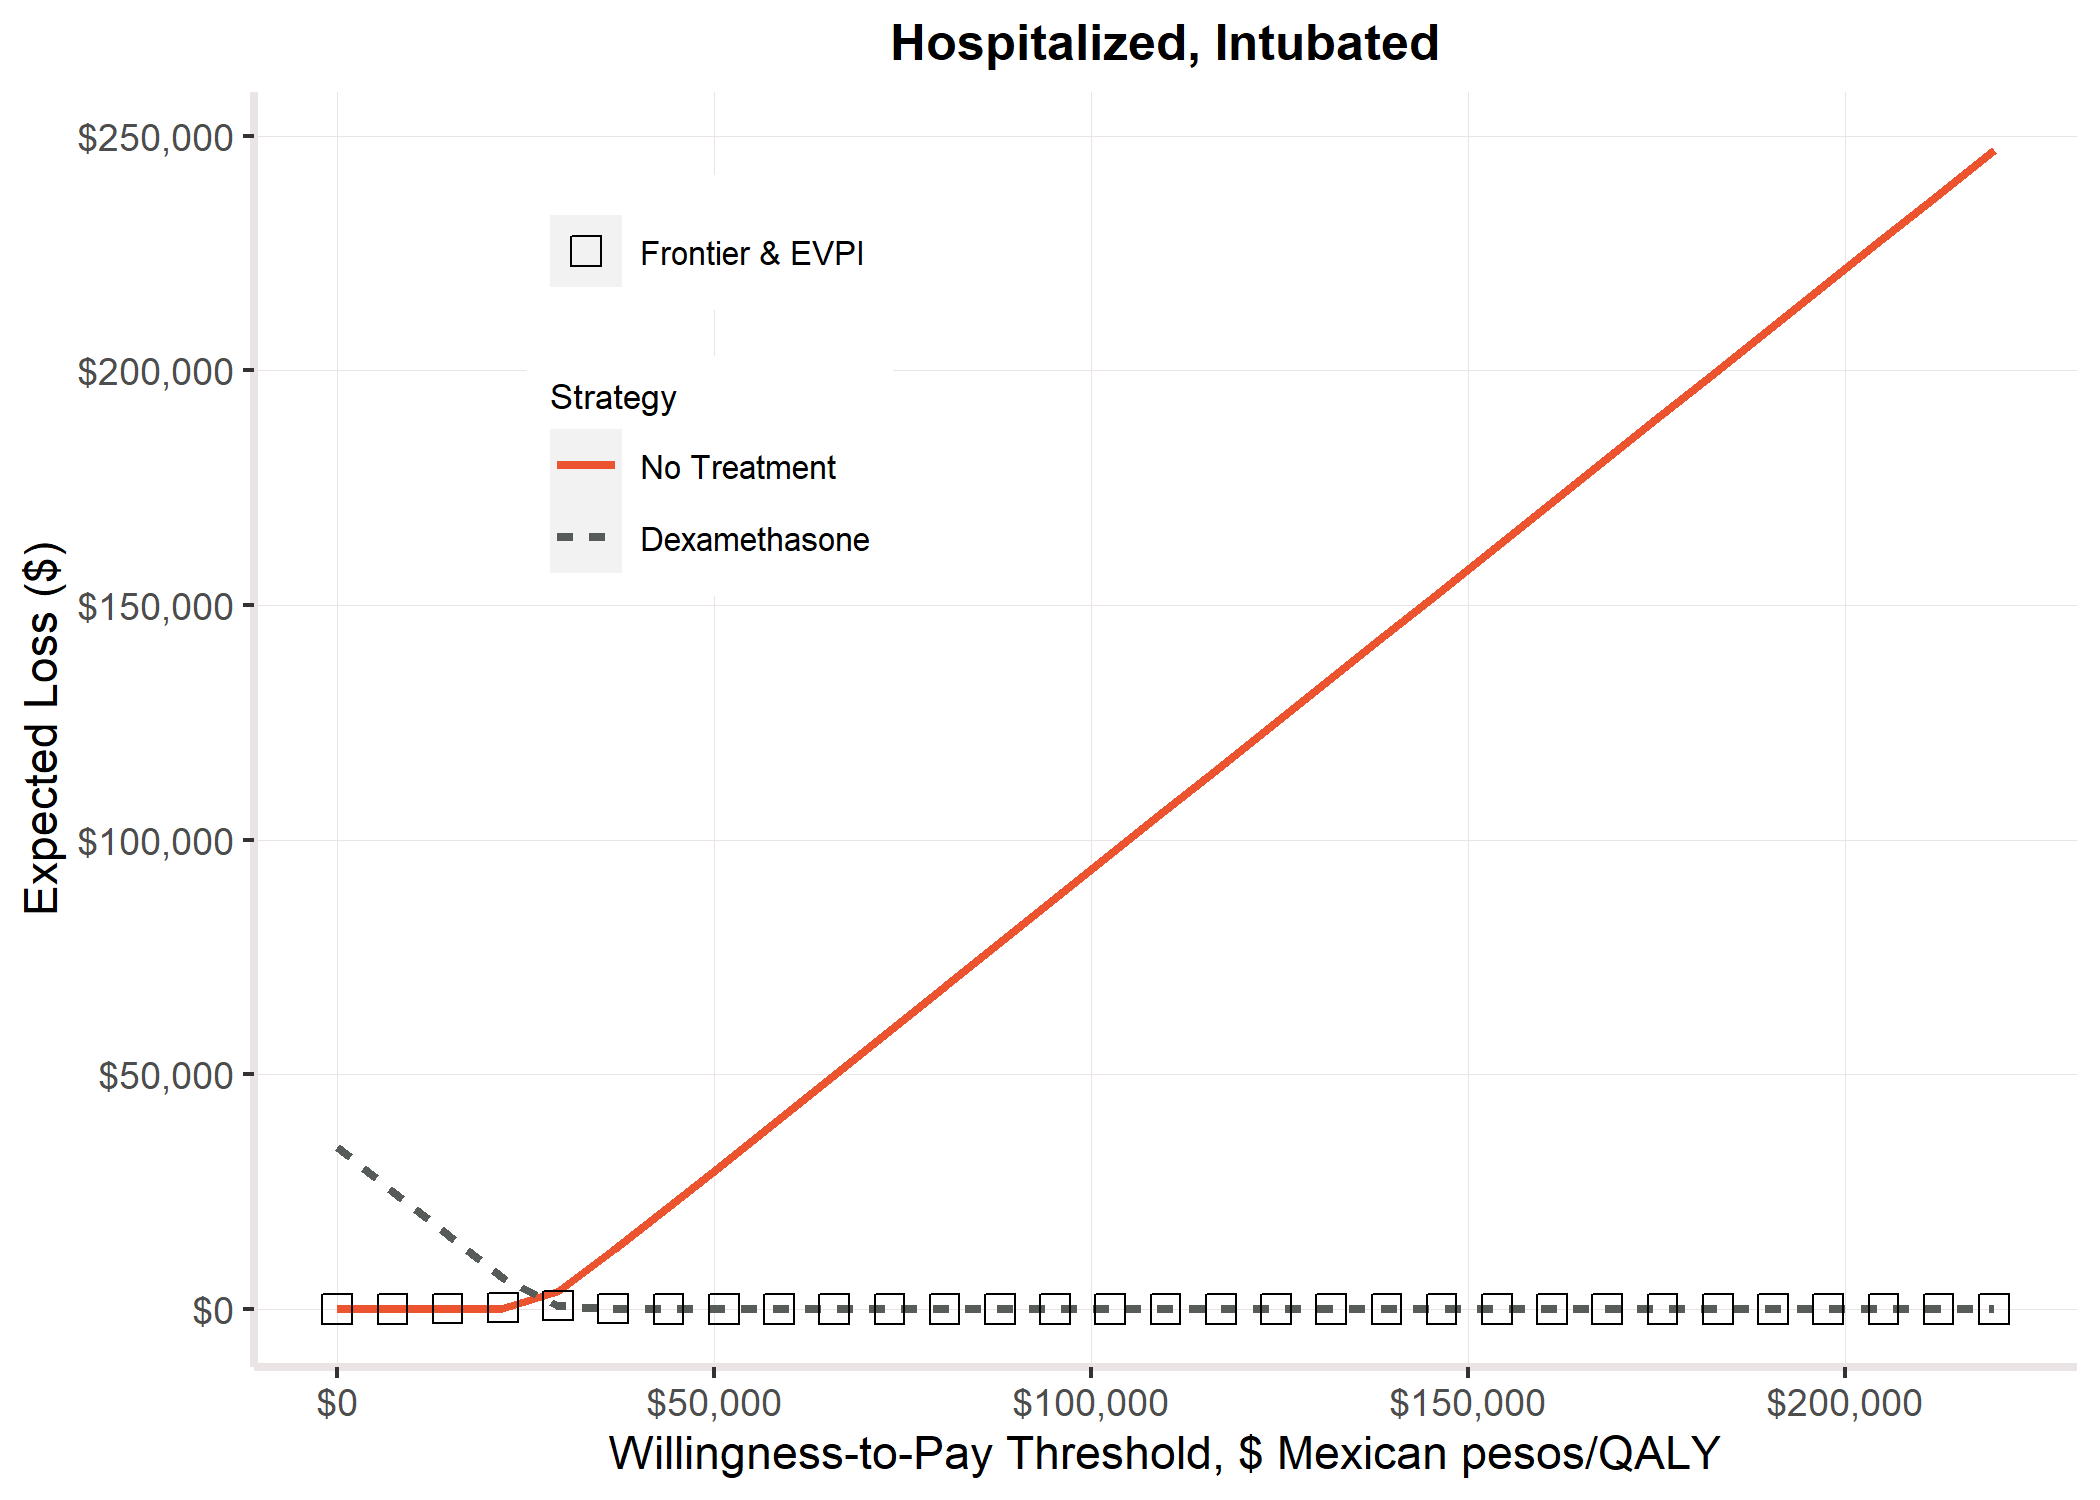 Hospitalized, Intubated
Expected Loss ($)
$250,000
$200,000
$150,000
$100,000
$50,000
$0
Frontier & EVPI
Strategy
No Treatment
Dexamethasone
$0
$50,000
$100,000
$150,000
$200,000
Willingness-to-Pay Threshold, $ Mexican pesos/QALY